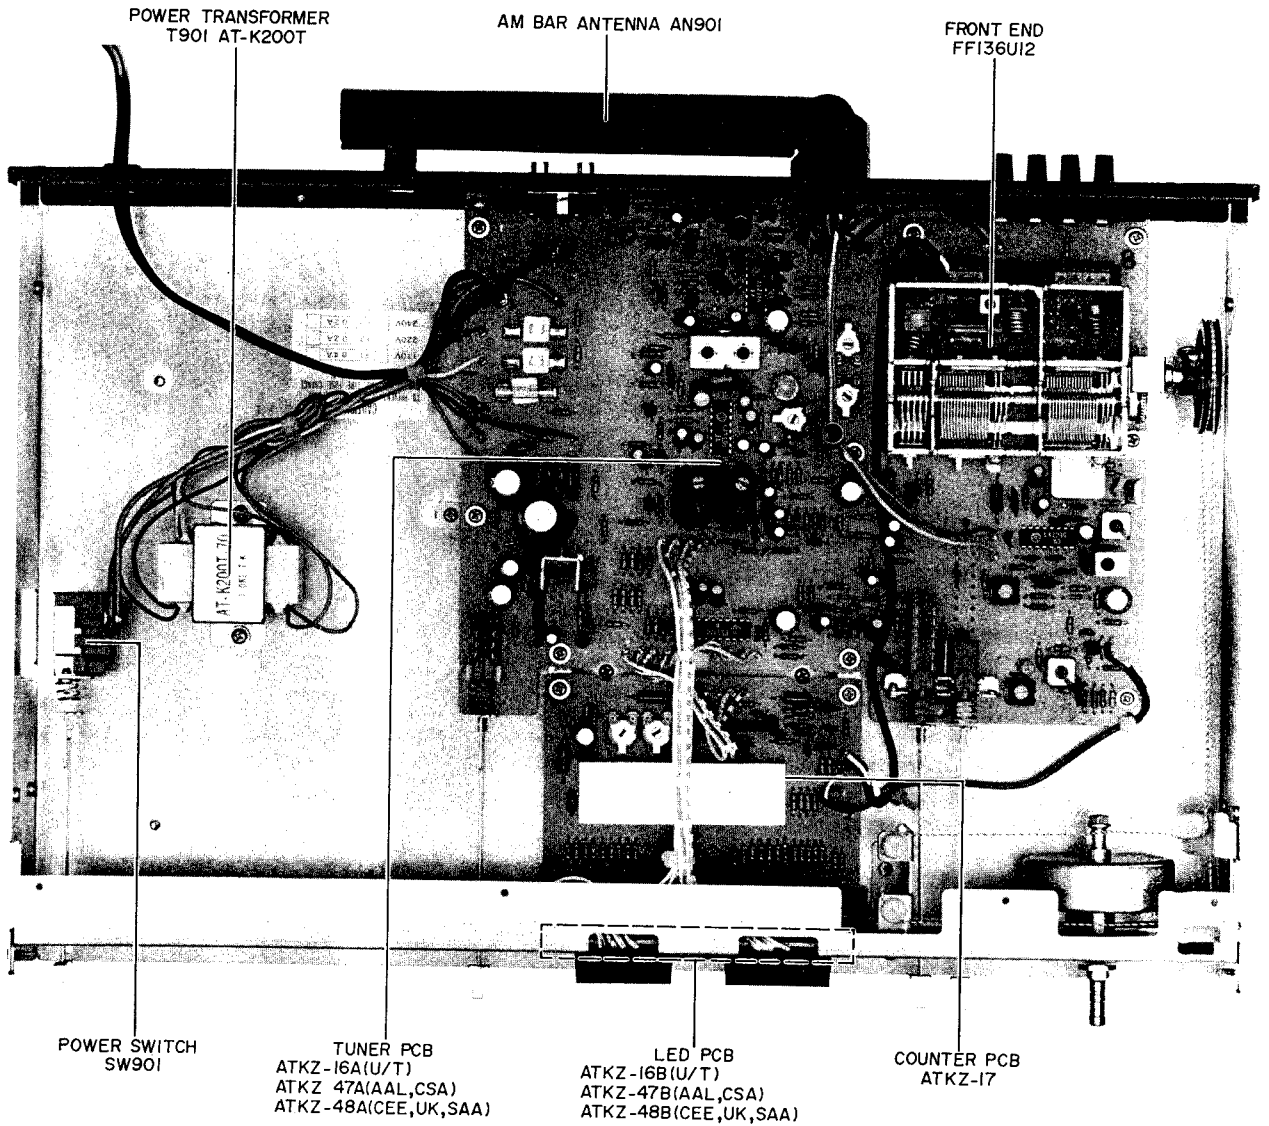 POWER TRANSFORMER
T901 AT-K200T
AM BAR ANTENNA AN901
FRONT END
FF136U12
240V
220V
AT-K200T
POWER SWITCH
SW901
TUNER PCB
ATKZ-16A(U/T)
ATKZ 47A(AAL,CSA)
ATKZ-48A(CEE,UK,SAA)
LED PCB
ATKZ-16B(U/T)
ATKZ-47B(AAL,CSA)
ATKZ-48B(CEE,UK,SAA)
COUNTER PCB
ATKZ-17